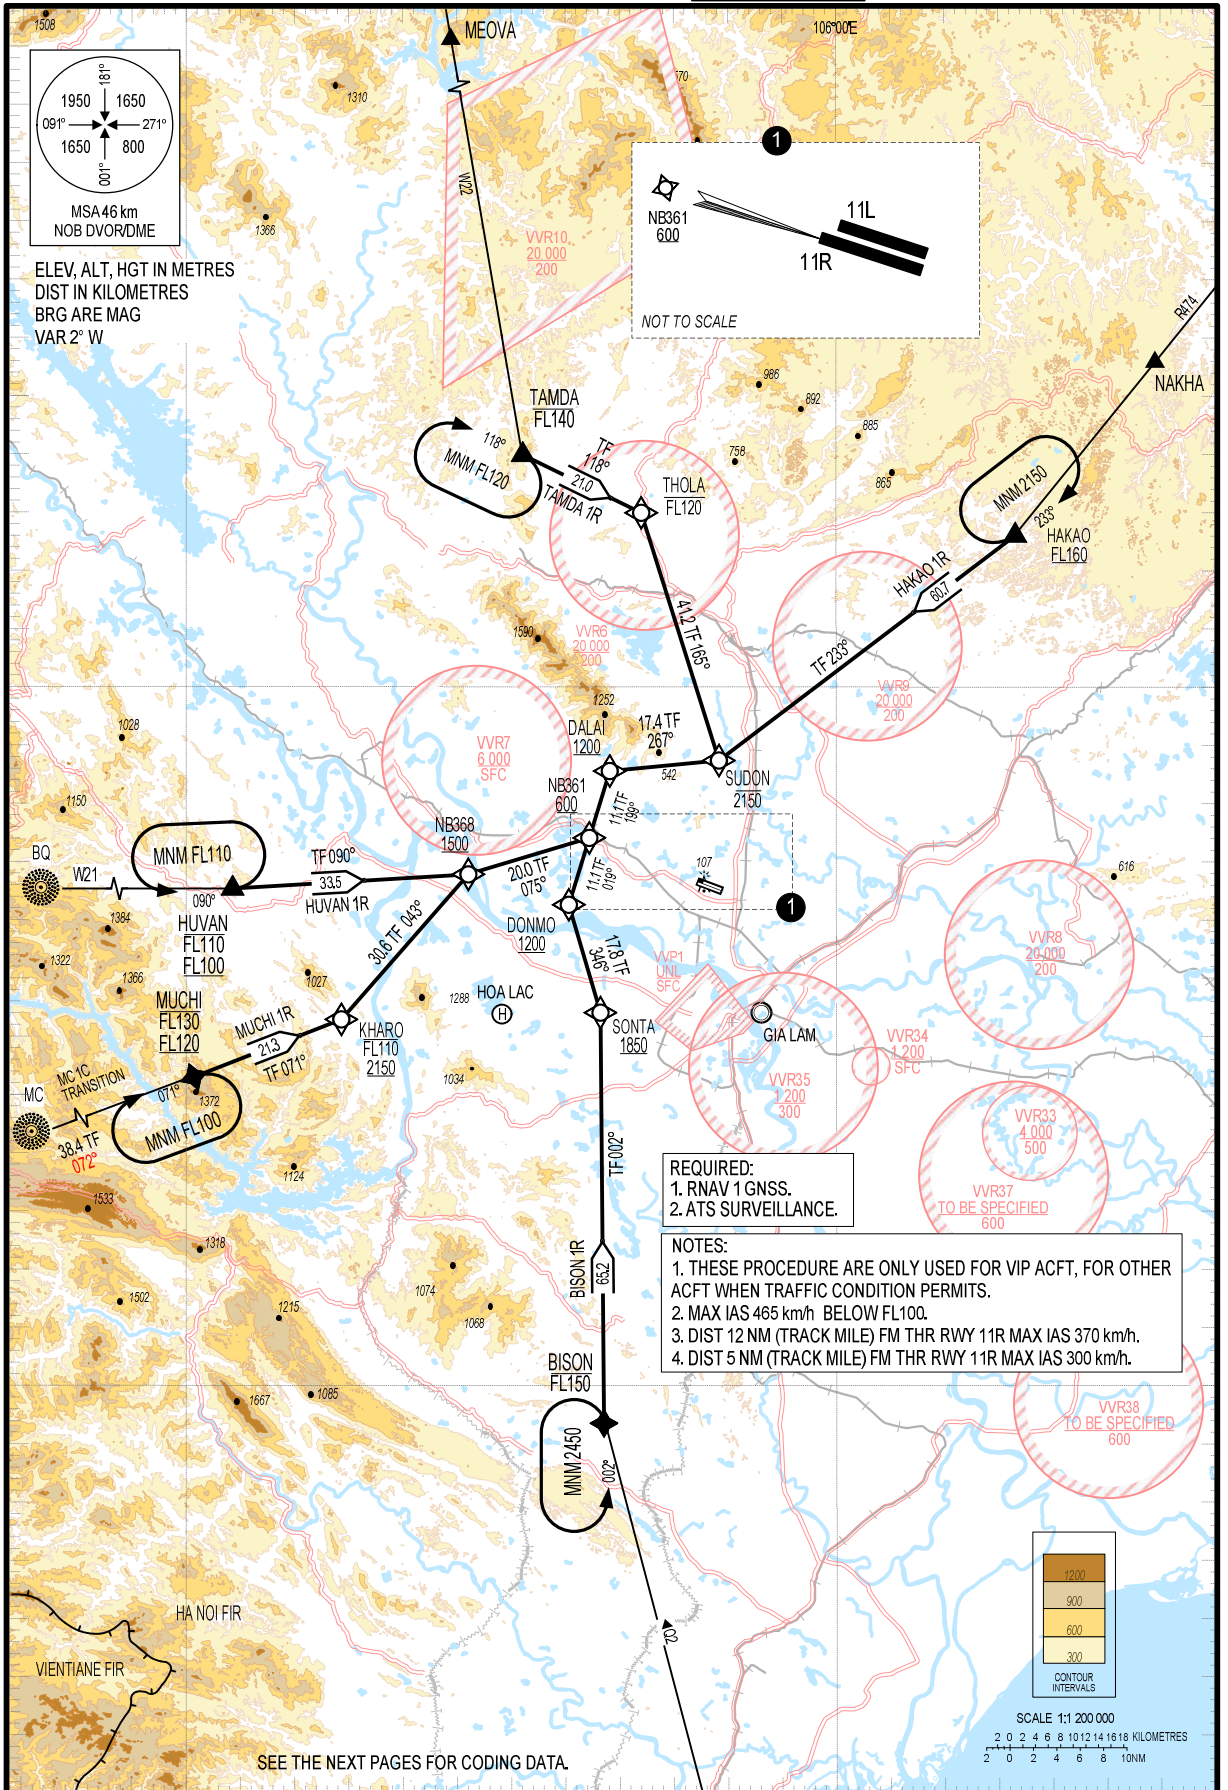 1508
MEOVA
106°00'E
181°
1950
1650
091°
271°
1650
800
001°
MSA 46 km
NOB DVOR/DME
1310
1366
ELEV, ALT, HGT IN METRES
DIST IN KILOMETRES
BRG ARE MAG
VAR 2° W
W22
VVR10
20 000
200
1
NB361
600
11L
11R
NOT TO SCALE
R474
NAKHA
986
892
885
865
758
TAMDA
FL140
118°
MNM FL120
TF
118°
21.0
TAMDA 1R
THOLA
FL120
MNM 2150
233°
HAKAO
FL160
HAKAO 1R
60.7
TF 233°
41.2 TF 165°
1590
VVR6
20 000
200
VVR9
20 000
200
1252
DALAI
1200
17.4 TF
267°
542
SUDON
2150
VVR7
6 000
SFC
1028
1150
NB361
600
11.1 TF
199°
NB368
1500
BQ
W21
MNM FL110
090°
TF 090°
33.5
HUVAN 1R
20.0 TF
075°
11.1 TF
019°
107
1
616
HUVAN
FL110
FL100
30.6 TF 043°
DONMO
1200
17.8 TF
346°
1384
1322
1366
1027
1288
HOA LAC
H
VVP1
UNL
SFC
VVR8
20 000
200
MUCHI
FL130
FL120
MUCHI 1R
21.3
TF 071°
KHARO
FL110
2150
SONTA
1850
GIA LAM
VVR34
1 200
SFC
VVR35
1 200
300
1034
MC 1C
TRANSITION
MC
071°
1372
MNM FL100
38.4 TF
072°
VVR33
4 000
500
VVR37
TO BE SPECIFIED
600
1124
1533
1318
TF 002°
REQUIRED:
1. RNAV 1 GNSS.
2. ATS SURVEILLANCE.
NOTES:
1. THESE PROCEDURE ARE ONLY USED FOR VIP ACFT, FOR OTHER
ACFT WHEN TRAFFIC CONDITION PERMITS.
2. MAX IAS 465 km/h BELOW FL100.
3. DIST 12 NM (TRACK MILE) FM THR RWY 11R MAX IAS 370 km/h.
4. DIST 5 NM (TRACK MILE) FM THR RWY 11R MAX IAS 300 km/h.
BISON 1R
65.2
1074
1068
1502
1215
1667
1085
BISON
FL150
MNM 2450
002°
VVR38
TO BE SPECIFIED
600
Q2
HA NOI FIR
VIENTIANE FIR
1200
900
600
300
CONTOUR
INTERVALS
SCALE 1:1 200 000
2 0 2 4 6 8 10 12 14 16 18 KILOMETRES
2 0 2 4 6 8 10NM
SEE THE NEXT PAGES FOR CODING DATA.